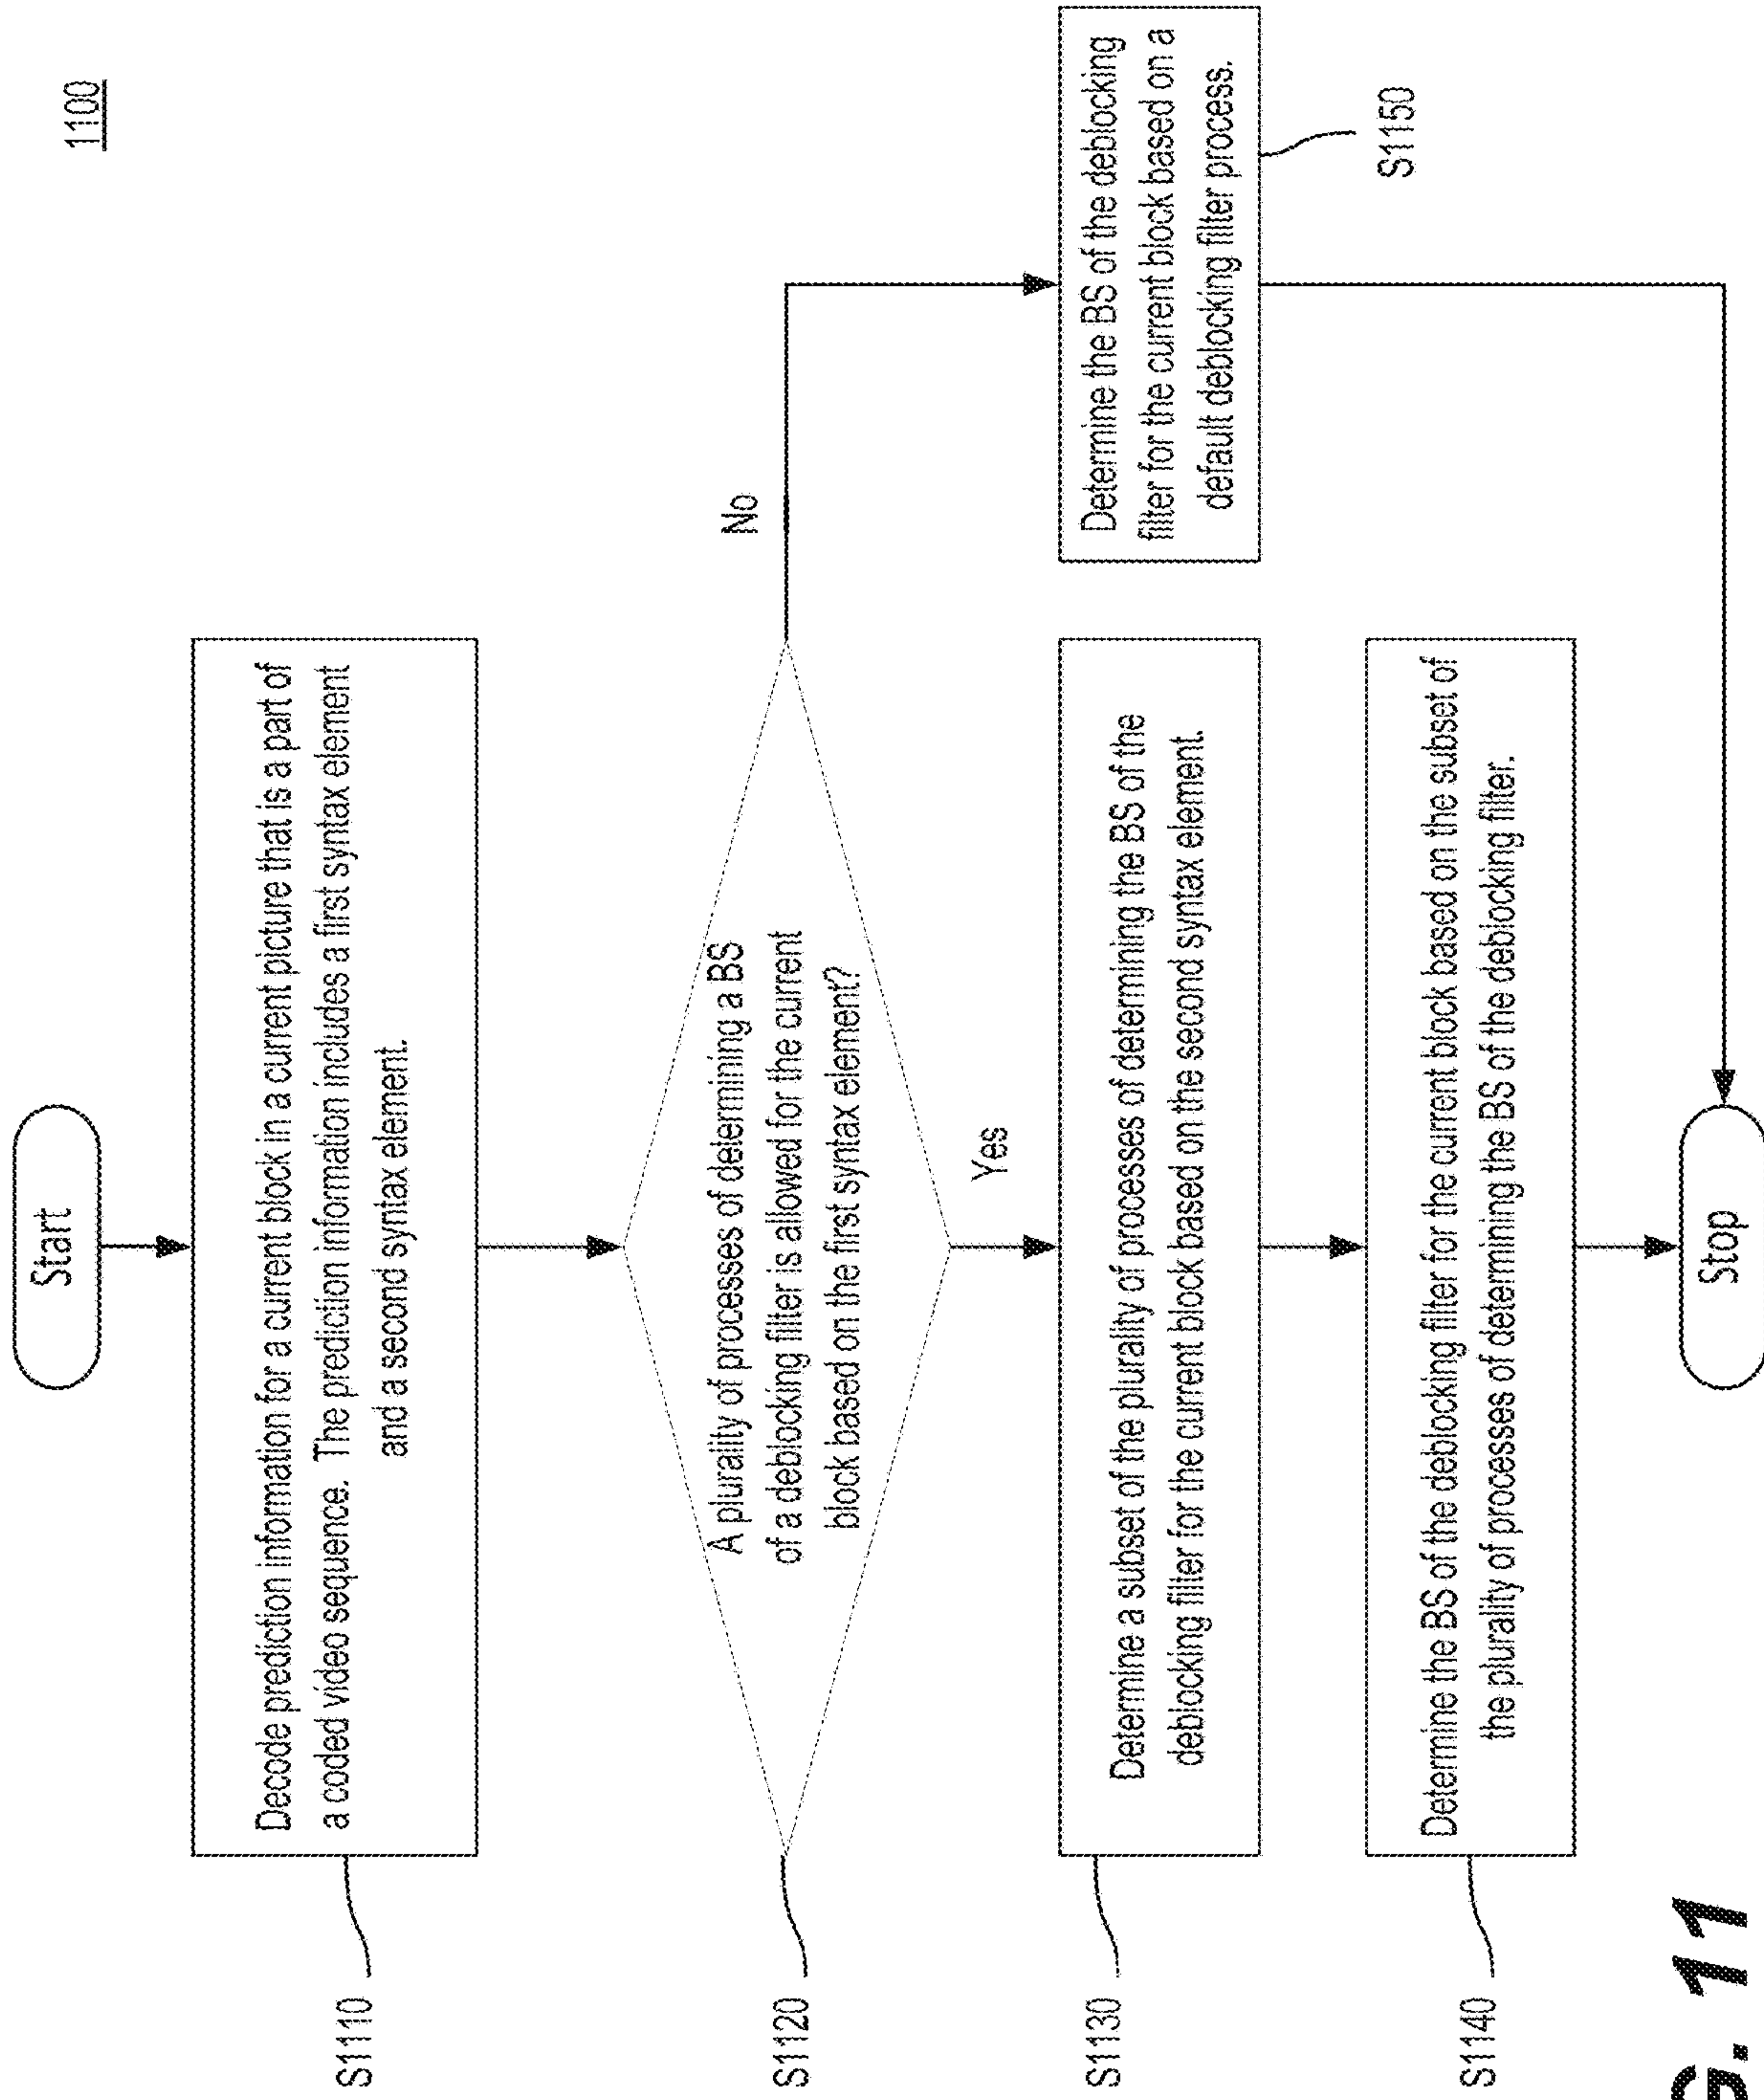 1100
Start
Decode prediction information for a current block in a current picture that is a part of
a coded video sequence. The prediction information includes a first syntax element
and a second syntax element.
S1110
A plurality of processes of determining a BS
of a deblocking filter is allowed for the current
block based on the first syntax element?
S1120
No
Yes
Determine a subset of the plurality of processes of determining the BS of the
deblocking filter for the current block based on the second syntax element.
S1130
Determine the BS of the deblocking
filter for the current block based on a
default deblocking filter process.
S1150
Determine the BS of the deblocking filter for the current block based on the subset of
the plurality of processes of determining the BS of the deblocking filter.
S1140
Stop
G. 11